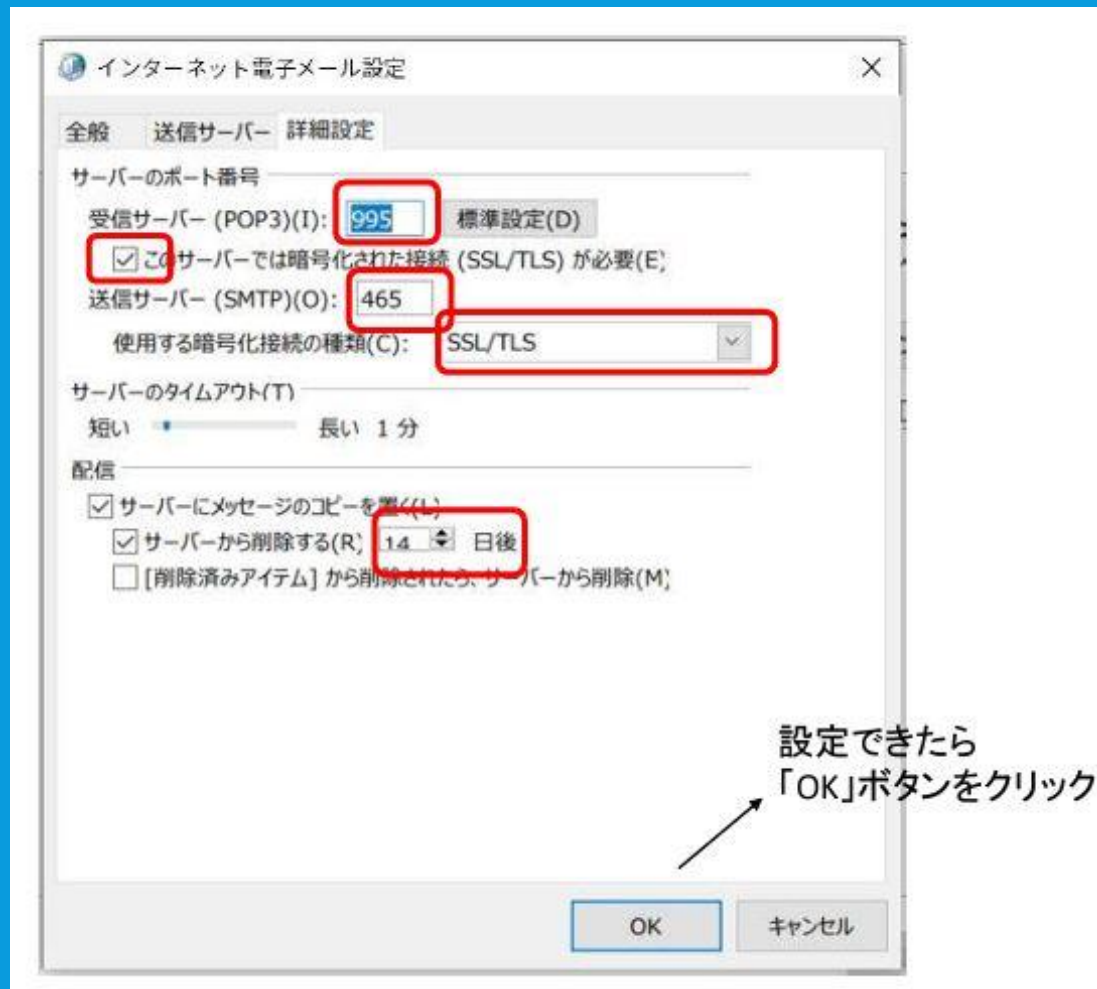 インターネット電子メール設定
全般 送信サーバー 詳細設定
サーバーのポート番号
受信サーバー (POP3)(I): 995 標準設定(D)
このサーバーでは暗号化された接続 (SSL/TLS) が必要(E)
送信サーバー (SMTP)(O): 465
使用する暗号化接続の種類(C): SSL/TLS
サーバーのタイムアウト(T)
短い 長い 1 分
配信
サーバーにメッセージのコピーを置く(L)
サーバーから削除する(R) 14 日後
[削除済みアイテム] から削除されたら、サーバーから削除(M)
設定できたら
「OK」ボタンをクリック
OK キャンセル